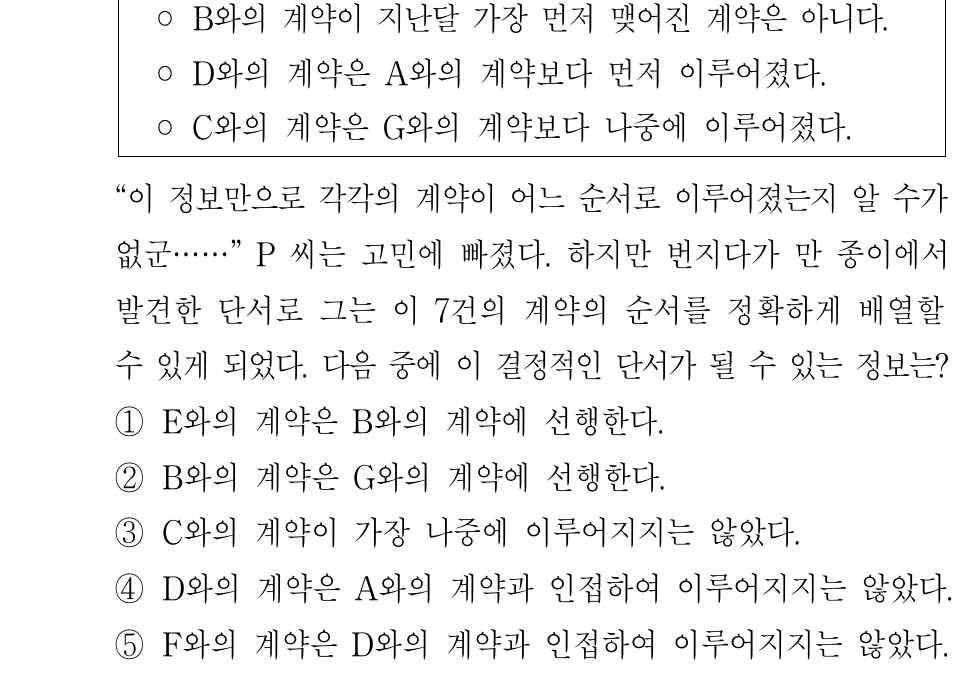 ○ B와의 계약이 지난달 가장 먼저 맺어진 계약은 아니다.
○ D와의 계약은 A와의 계약보다 먼저 이루어졌다.
○ C와의 계약은 G와의 계약보다 나중에 이루어졌다.
“이 정보만으로 각각의 계약이 어느 순서로 이루어졌는지 알 수가
없군……” P 씨는 고민에 빠졌다. 하지만 번지다가 만 종이에서
발견한 단서로 그는 이 7건의 계약의 순서를 정확하게 배열할
수 있게 되었다. 다음 중에 이 결정적인 단서가 될 수 있는 정보는?
① E와의 계약은 B와의 계약에 선행한다.
② B와의 계약은 G와의 계약에 선행한다.
③ C와의 계약이 가장 나중에 이루어지지는 않았다.
④ D와의 계약은 A와의 계약과 인접하여 이루어지지는 않았다.
⑤ F와의 계약은 D와의 계약과 인접하여 이루어지지는 않았다.